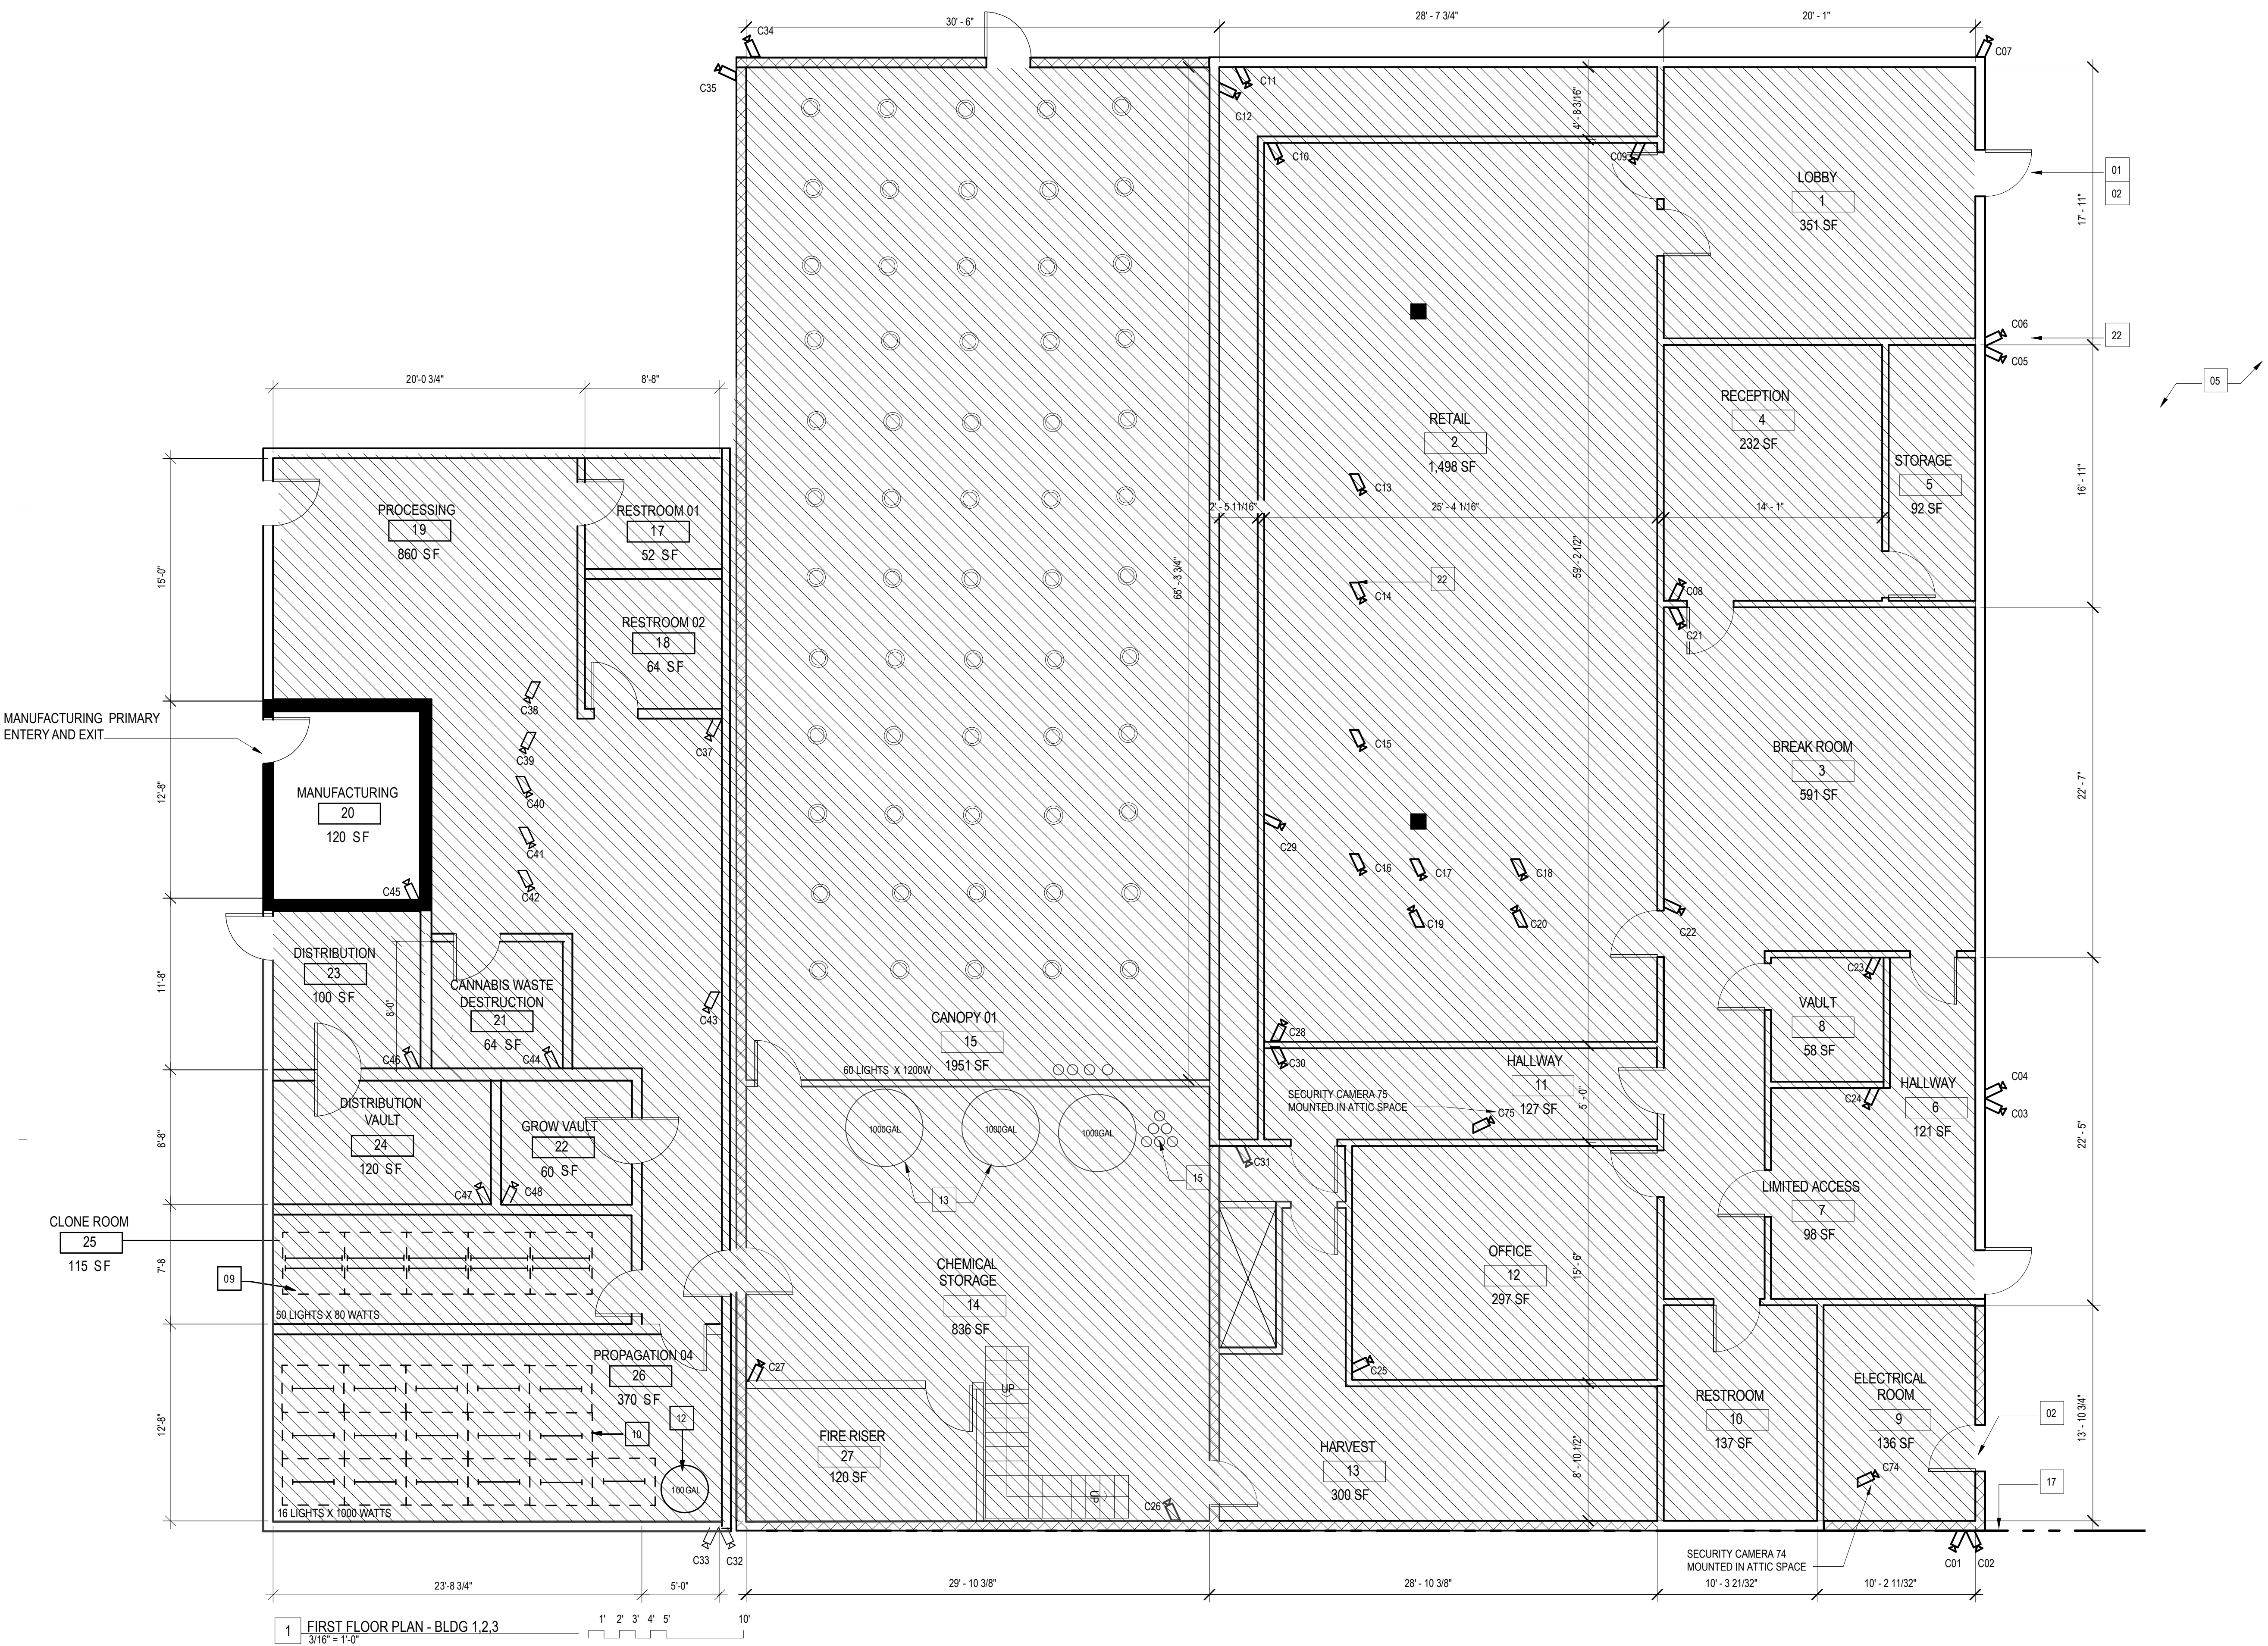 30' - 6"
28' - 7 3/4"
20' - 1"
C34
C35
C07
C11
C12
C10
C09
4' - 8 3/16"
LOBBY
1
351 SF
01
02
17' - 11"
C06
22
C05
05
20'-0 3/4"
8'-8"
RECEPTION
4
232 SF
RETAIL
2
1,498 SF
STORAGE
5
92 SF
16' - 11"
C13
2' - 5 11/16"
25' - 4 1/16"
14' - 1"
PROCESSING
19
860 SF
RESTROOM 01
17
52 SF
15'-0"
65' - 3 3/4"
59' - 2 1/2"
22
C14
C08
C21
RESTROOM 02
18
64 SF
C38
C37
C39
C40
C41
C42
MANUFACTURING PRIMARY
ENTERY AND EXIT
12'-8"
MANUFACTURING
20
120 SF
C45
C15
BREAK ROOM
3
591 SF
22' - 7"
C29
C16
C17
C18
C19
C20
C22
DISTRIBUTION
23
100 SF
11'-8"
8'-0"
CANNABIS WASTE
DESTRUCTION
21
64 SF
C43
C46
C44
CANOPY 01
15
1951 SF
60 LIGHTS X 1200W
C28
C30
C23
VAULT
8
58 SF
HALLWAY
11
127 SF
SECURITY CAMERA 75
MOUNTED IN ATTIC SPACE
C75
5' - 0"
C24
HALLWAY
6
121 SF
C04
C03
22' - 5"
DISTRIBUTION
VAULT
24
120 SF
8'-8"
GROW VAULT
22
60 SF
C47
C48
1000GAL
1000GAL
1000GAL
13
15
C31
LIMITED ACCESS
7
98 SF
CLONE ROOM
25
115 SF
09
7'-8
50 LIGHTS X 80 WATTS
CHEMICAL
STORAGE
14
836 SF
OFFICE
12
297 SF
15' - 6"
C27
C25
PROPAGATION 04
26
370 SF
12
10
12'-8"
100 GAL
16 LIGHTS X 1000 WATTS
UP
UP
FIRE RISER
27
120 SF
C26
HARVEST
13
300 SF
8' - 10 1/2"
RESTROOM
10
137 SF
ELECTRICAL
ROOM
9
136 SF
C74
02
13' - 10 3/4"
17
C33
C32
C01
C02
SECURITY CAMERA 74
MOUNTED IN ATTIC SPACE
23'-8 3/4"
5'-0"
29' - 10 3/8"
28' - 10 3/8"
10' - 3 21/32"
10' - 2 11/32"
1
FIRST FLOOR PLAN - BLDG 1,2,3
3/16" = 1'-0"
1' 2' 3' 4' 5' 10'